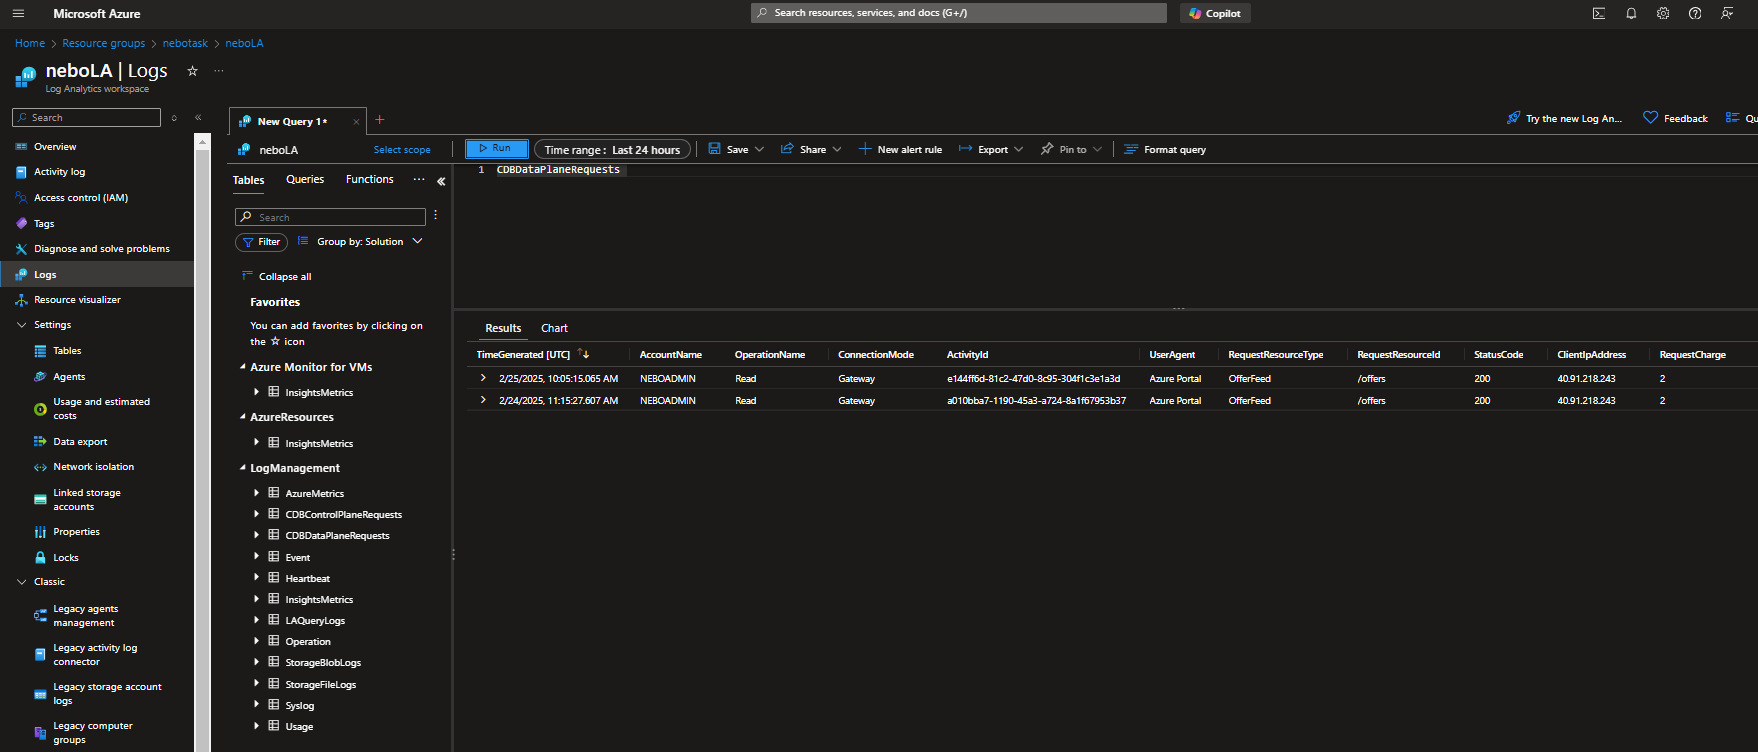 Microsoft Azure
Search resources, services, and docs (G+/)
Copilot
Home > Resource groups > nebotask > neboLA
neboLA | Logs
Log Analytics workspace
Search
Overview
Activity log
Access control (IAM)
Tags
Diagnose and solve problems
Logs
Resource visualizer
Settings
Tables
Agents
Usage and estimated
costs
Data export
Network isolation
Linked storage
accounts
Properties
Locks
Classic
Legacy agents
management
Legacy activity log
connector
Legacy storage account
logs
Legacy computer
groups
New Query 1*
Try the new Log An...
Feedback
Qu
neboLA
Select scope
Run
Time range : Last 24 hours
Save
Share
New alert rule
Export
Pin to
Format query
Tables Queries Functions
Search
Filter
Group by: Solution
Collapse all
Favorites
You can add favorites by clicking on
the ☆ icon
Azure Monitor for VMs
InsightsMetrics
AzureResources
InsightsMetrics
LogManagement
AzureMetrics
CDBControlPlaneRequests
CDBDataPlaneRequests
Event
Heartbeat
InsightsMetrics
LAQueryLogs
Operation
StorageBlobLogs
StorageFileLogs
Syslog
Usage
1 CDBDataPlaneRequests
Results Chart
TimeGenerated [UTC] AccountName OperationName ConnectionMode ActivityId UserAgent RequestResourceType RequestResourceId StatusCode ClientIpAddress RequestCharge
2/25/2025, 10:05:15.065 AM NEBOADMIN Read Gateway e144ff6d-81c2-47d0-8c95-304f1c3e1a3d Azure Portal OfferFeed /offers 200 40.91.218.243 2
2/24/2025, 11:15:27.607 AM NEBOADMIN Read Gateway a010bba7-1190-45a3-a724-8a1f67953b37 Azure Portal OfferFeed /offers 200 40.91.218.243 2